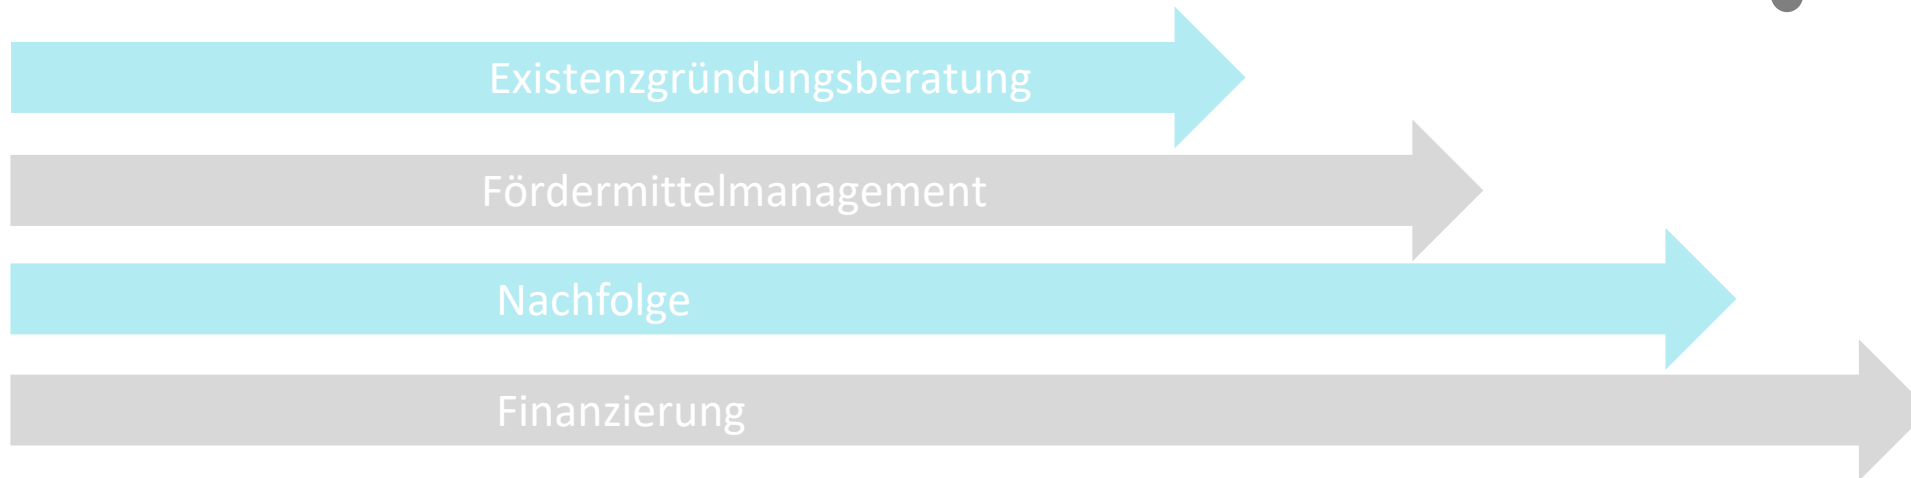 Existenzgründungsberatung
Fördermittelmanagement
Nachfolge
Finanzierung